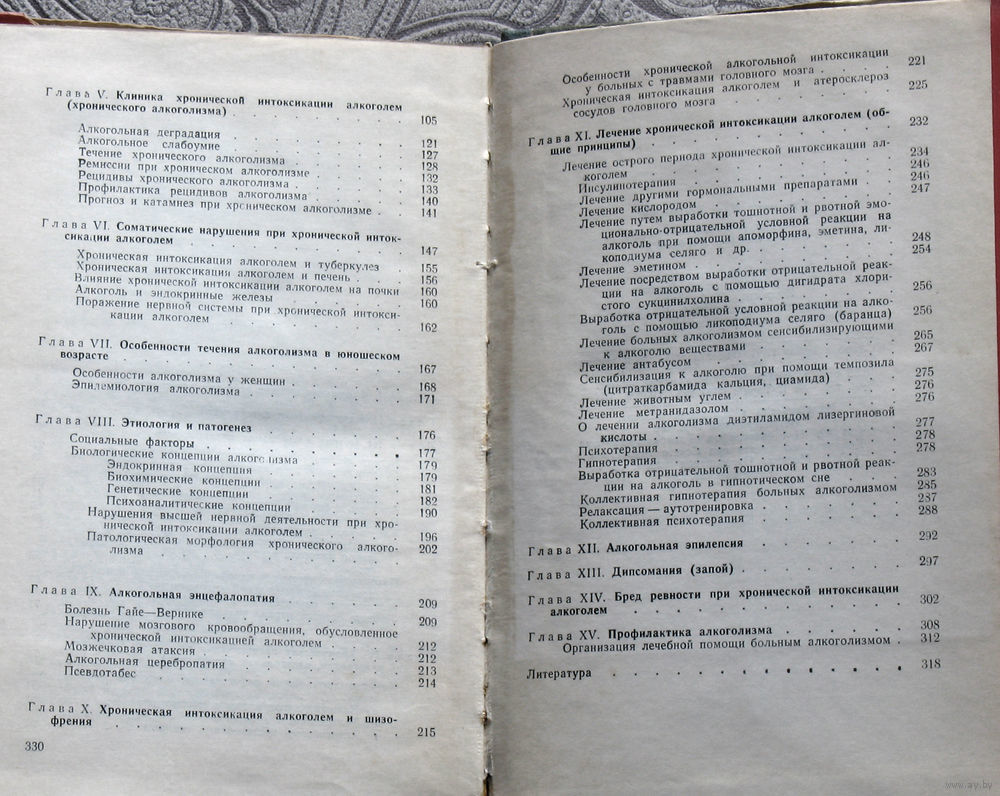 Глава V. Клиника хронической интоксикации алкоголем
(хронического алкоголизма) . . . . . . . . 105
Алкогольная деградация . . . . . . . . 121
Алкогольное слабоумие . . . . . . . . 127
Течение хронического алкоголизма . . . . . 128
Ремиссии при хроническом алкоголизме . . . . 132
Рецидивы хронического алкоголизма . . . . . 133
Профилактика рецидивов алкоголизма . . . . 140
Прогноз и катамнез при хроническом алкоголизме . . 141
Глава VI. Соматические нарушения при хронической инток-
сикации алкоголем . . . . . . . . . 147
Хроническая интоксикация алкоголем и туберкулез . 155
Хроническая интоксикация алкоголем и печень . . 156
Влияние хронической интоксикации алкоголем на почки 160
Алкоголь и эндокринные железы . . . . . . 160
Поражение нервной системы при хронической интокси-
кации алкоголем . . . . . . . . . 162
Глава VII. Особенности течения алкоголизма в юношеском
возрасте . . . . . . . . . . . 167
Особенности алкоголизма у женщин . . . . . 168
Эпилемиология алкоголизма . . . . . . . 171
Глава VIII. Этиология и патогенез . . . . . . 176
Социальные факторы . . . . . . . . . 177
Биологические концепции алкоголизма . . . . 179
Эндокринная концепция . . . . . . . 179
Биохимические концепции . . . . . . 181
Генетические концепции . . . . . . . 182
Психоаналитические концепции . . . . . 190
Нарушения высшей нервной деятельности при хро-
нической интоксикации алкоголем . . . . . 196
Патологическая морфология хронического алкого-
лизма . . . . . . . . . . . 202
Глава IX. Алкогольная энцефалопатия . . . . . 209
Болезнь Гайе—Вернике . . . . . . . . 209
Нарушение мозгового кровообращения, обусловленное
хронической интоксикацией алкоголем . . . . 212
Мозжечковая атаксия . . . . . . . . 212
Алкогольная церебропатия . . . . . . . 213
Псевдотабес . . . . . . . . . . . 214
Глава X. Хроническая интоксикация алкоголем и шизо-
френия . . . . . . . . . . . . 215
330
Особенности хронической алкогольной интоксикации
у больных с травмами головного мозга . . . . 221
Хроническая интоксикация алкоголем и атеросклероз
сосудов головного мозга . . . . . . . 225
Глава XI. Лечение хронической интоксикации алкоголем (об-
щие принципы) . . . . . . . . . . 232
Лечение острого периода хронической интоксикации ал-
коголем . . . . . . . . . . . 234
Инсулинотерапия . . . . . . . . . 246
Лечение другими гормональными препаратами . . 246
Лечение кислородом . . . . . . . . 247
Лечение путем выработки тошнотной и рвотной эмо-
ционально-отрицательной условной реакции на
алкоголь при помощи апоморфина, эметина, ли-
коподиума селяго и др. . . . . . . . 248
Лечение эметином . . . . . . . . . 254
Лечение посредством выработки отрицательной реак-
ции на алкоголь с помощью дигидрата хлори-
стого сукцинилхолина . . . . . . . 256
Выработка отрицательной условной реакции на алко-
голь с помощью ликоподиума селяго (баранца) 256
Лечение больных алкоголизмом сенсибилизирующими
к алкоголю веществами . . . . . . 265
Лечение антабусом . . . . . . . . 267
Сенсибилизация к алкоголю при помощи темпозила
(цитраткарбамида кальция, циамида) . . . 275
Лечение животным углем . . . . . . . 276
Лечение метранидазолом . . . . . . . 276
О лечении алкоголизма диэтиламидом лизергиновой
кислоты . . . . . . . . . . . 277
Психотерапия . . . . . . . . . . 278
Гипнотерапия . . . . . . . . . . 278
Выработка отрицательной тошнотной и рвотной реак-
ции на алкоголь в гипнотическом сне . . . 283
Коллективная гипнотерапия больных алкоголизмом 285
Релаксация — аутотренировка . . . . . . 287
Коллективная психотерапия . . . . . . 288
Глава XII. Алкогольная эпилепсия . . . . . . 292
Глава XIII. Дипсомания (запой) . . . . . . . 297
Глава XIV. Бред ревности при хронической интоксикации
алкоголем . . . . . . . . . . . 302
Глава XV. Профилактика алкоголизма . . . . . 308
Организация лечебной помощи больным алкоголизмом . 312
Литература . . . . . . . . . . . 318
www.ay.by